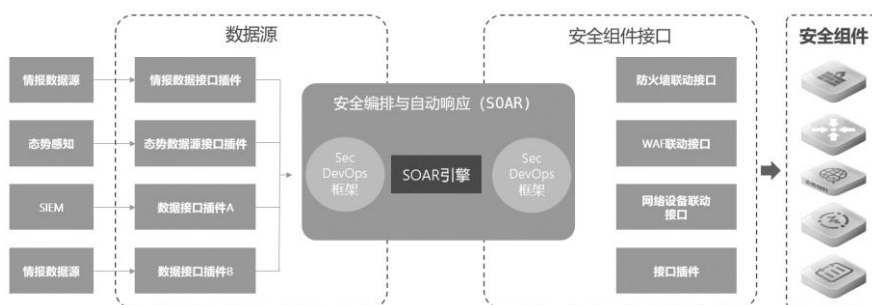 数据源
安全组件接口
安全组件
情报数据源
情报数据接口插件
态势感知
态势数据源接口插件
SIEM
数据接口插件A
情报数据源
数据接口插件B
安全编排与自动响应（SOAR）
Sec
DevOps
框架
SOAR引擎
Sec
DevOps
框架
防火墙联动接口
WAF联动接口
网络设备联动
接口
接口插件